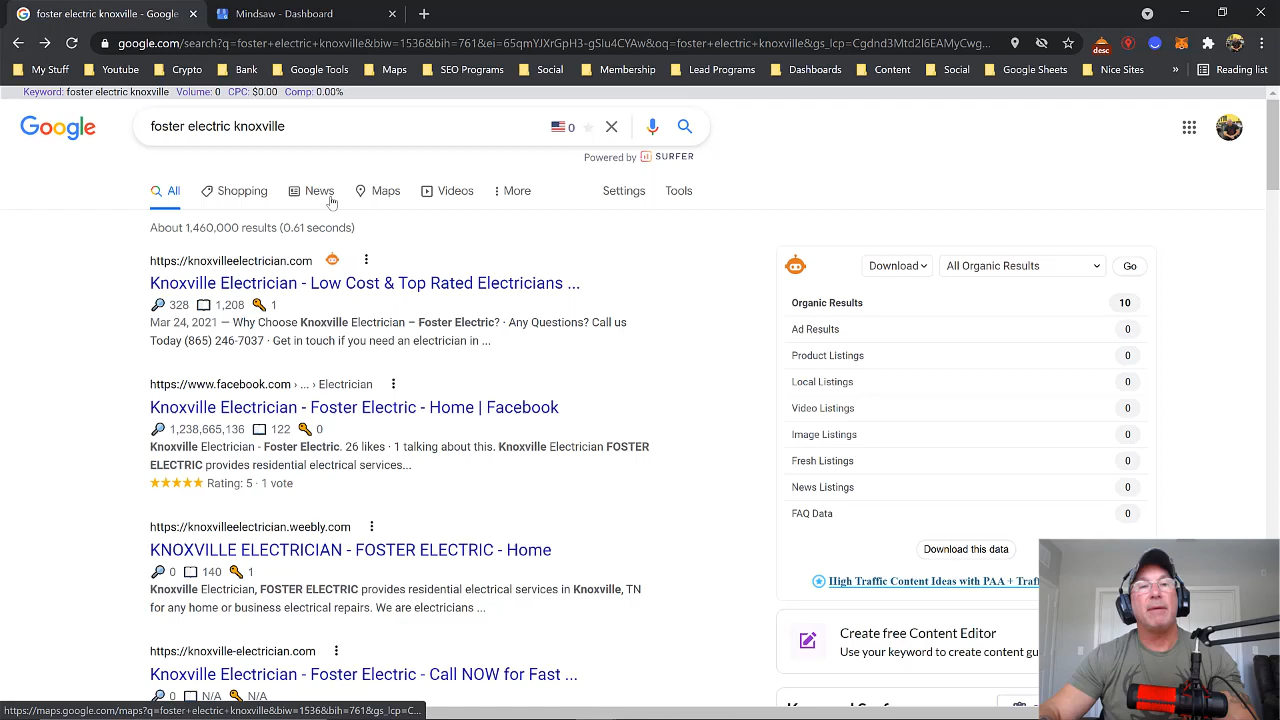 foster electric knoxville - Google
Mindsaw - Dashboard
google.com/search?q=foster+electric+knoxville&biw=1536&bih=761&ei=65qmYJXrGpH3-gSlu4CYAw&oq=foster+electric+knoxville&gs_lcp=Cgdnd3Mtd2l6EAMyCwg...
desc
My Stuff Youtube Crypto Bank Google Tools Maps SEO Programs Social Membership Lead Programs Dashboards Content Social Google Sheets Nice Sites » Reading list
Keyword: foster electric knoxville Volume: 0 CPC: $0.00 Comp: 0.00%
Google
foster electric knoxville 0
Powered by SURFER
All Shopping News Maps Videos More Settings Tools
About 1,460,000 results (0.61 seconds)
https://knoxvilleelectrician.com
Knoxville Electrician - Low Cost & Top Rated Electricians ...
328 1,208 1
Mar 24, 2021 — Why Choose Knoxville Electrician – Foster Electric? · Any Questions? Call us
Today (865) 246-7037 · Get in touch if you need an electrician in ...
https://www.facebook.com › ... › Electrician
Knoxville Electrician - Foster Electric - Home | Facebook
1,238,665,136 122 0
Knoxville Electrician - Foster Electric. 26 likes · 1 talking about this. Knoxville Electrician FOSTER
ELECTRIC provides residential electrical services...
Rating: 5 · 1 vote
https://knoxvilleelectrician.weebly.com
KNOXVILLE ELECTRICIAN - FOSTER ELECTRIC - Home
0 140 1
Knoxville Electrician, FOSTER ELECTRIC provides residential electrical services in Knoxville, TN
for any home or business electrical repairs. We are electricians ...
https://knoxville-electrician.com
Knoxville Electrician - Foster Electric - Call NOW for Fast ...
0 N/A N/A
Download All Organic Results Go
Organic Results 10
Ad Results 0
Product Listings 0
Local Listings 0
Video Listings 0
Image Listings 0
Fresh Listings 0
News Listings 0
FAQ Data 0
Download this data
High Traffic Content Ideas with PAA + Traf
Create free Content Editor
Use your keyword to create content gu
https://maps.google.com/maps?q=foster+electric+knoxville&biw=1536&bih=761&gs_lcp=C...